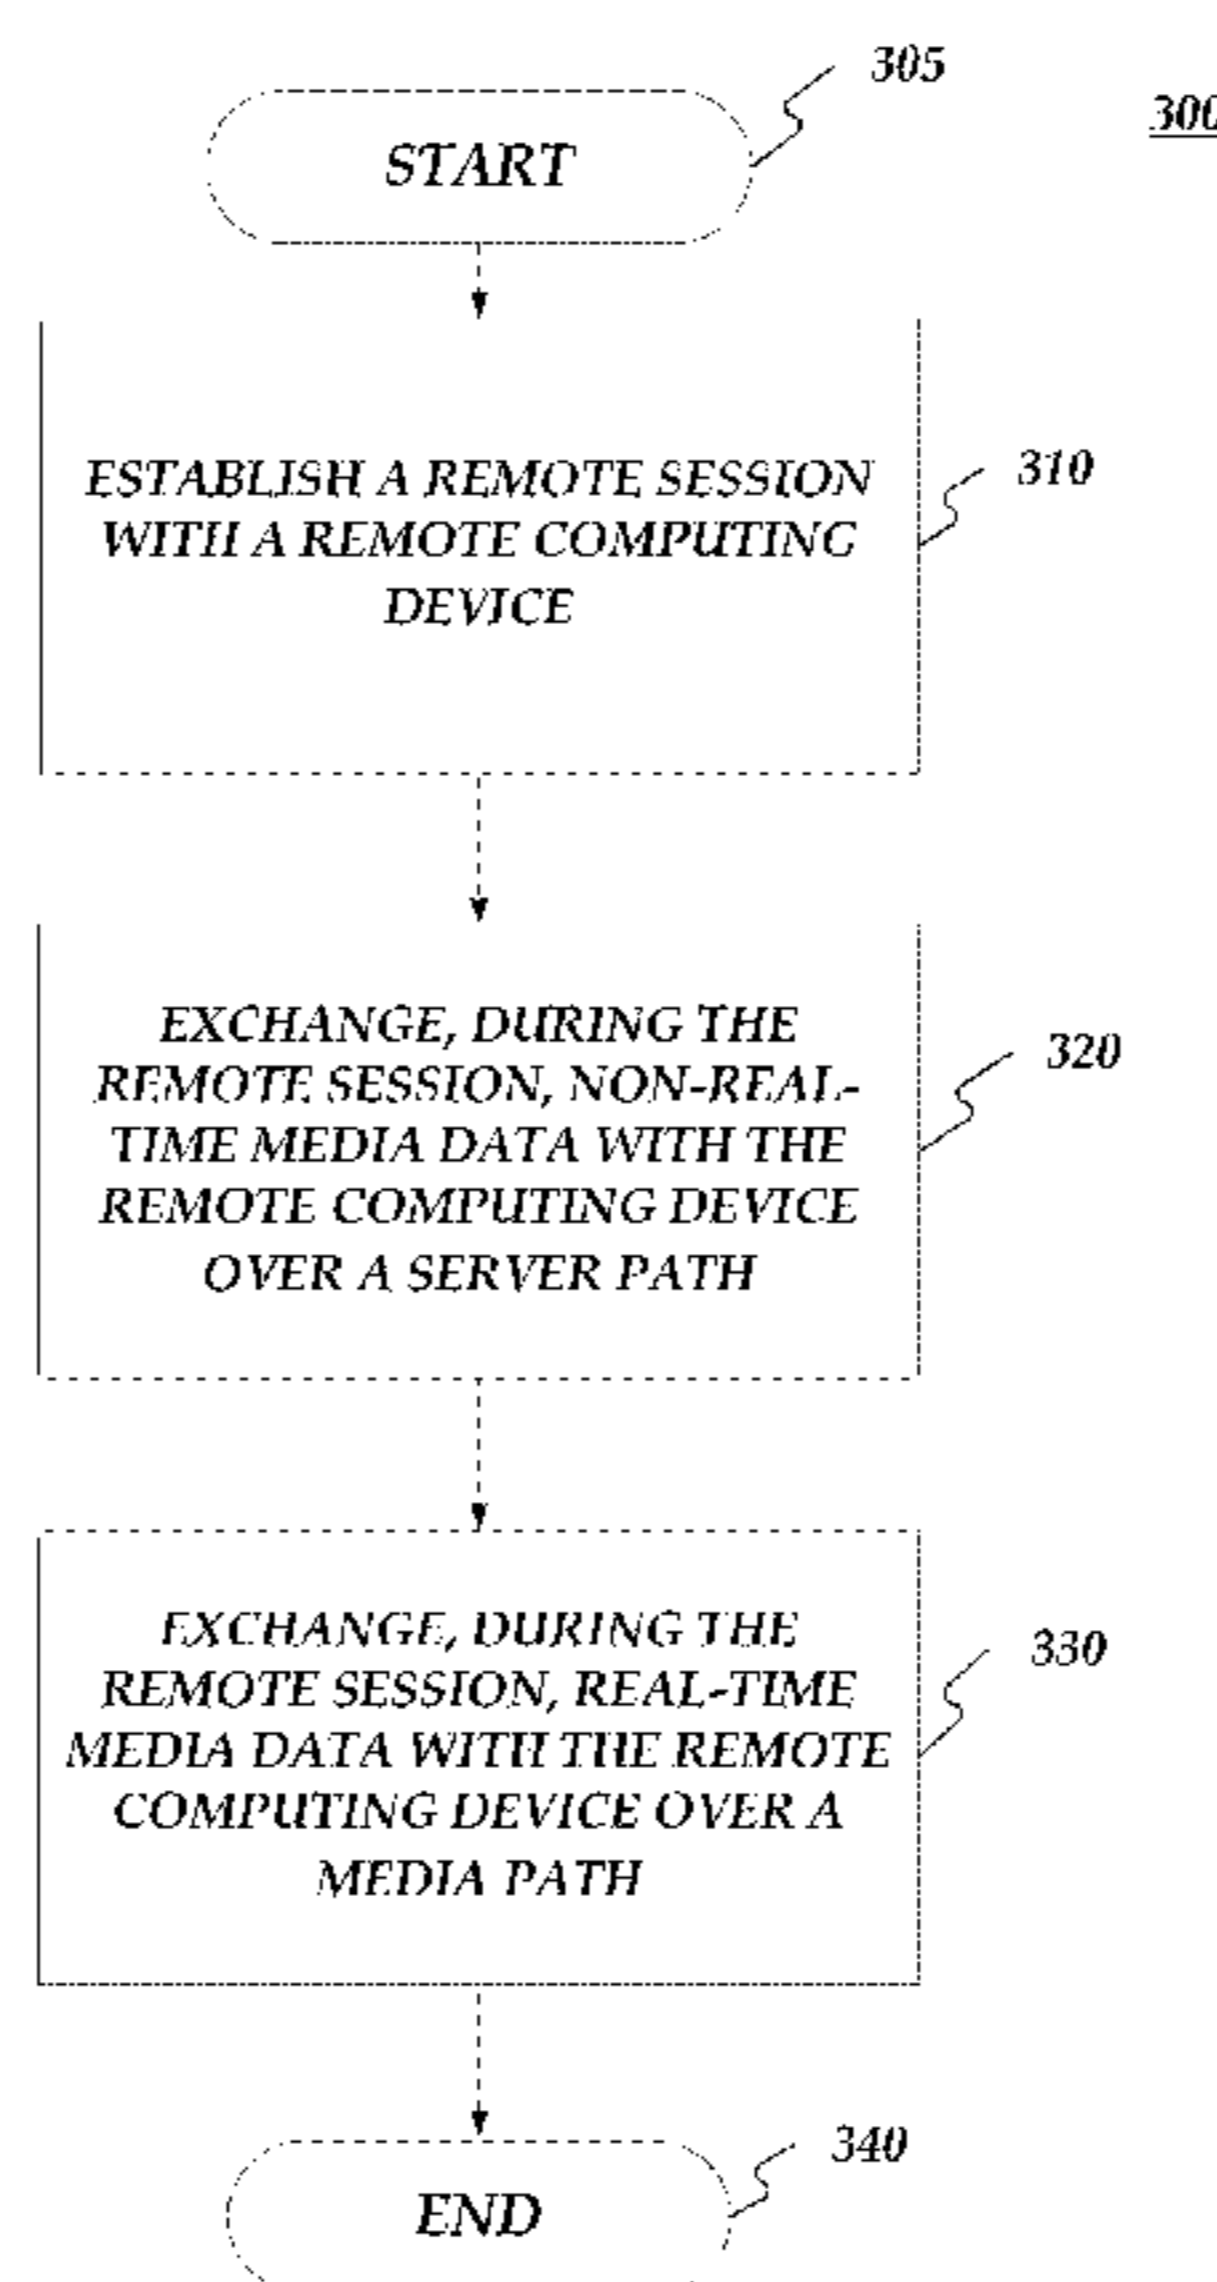 305
300
START
ESTABLISH A REMOTE SESSION
WITH A REMOTE COMPUTING
DEVICE
310
EXCHANGE, DURING THE
REMOTE SESSION, NON-REAL-
TIME MEDIA DATA WITH THE
REMOTE COMPUTING DEVICE
OVER A SERVER PATH
320
EXCHANGE, DURING THE
REMOTE SESSION, REAL-TIME
MEDIA DATA WITH THE REMOTE
COMPUTING DEVICE OVER A
MEDIA PATH
330
340
END